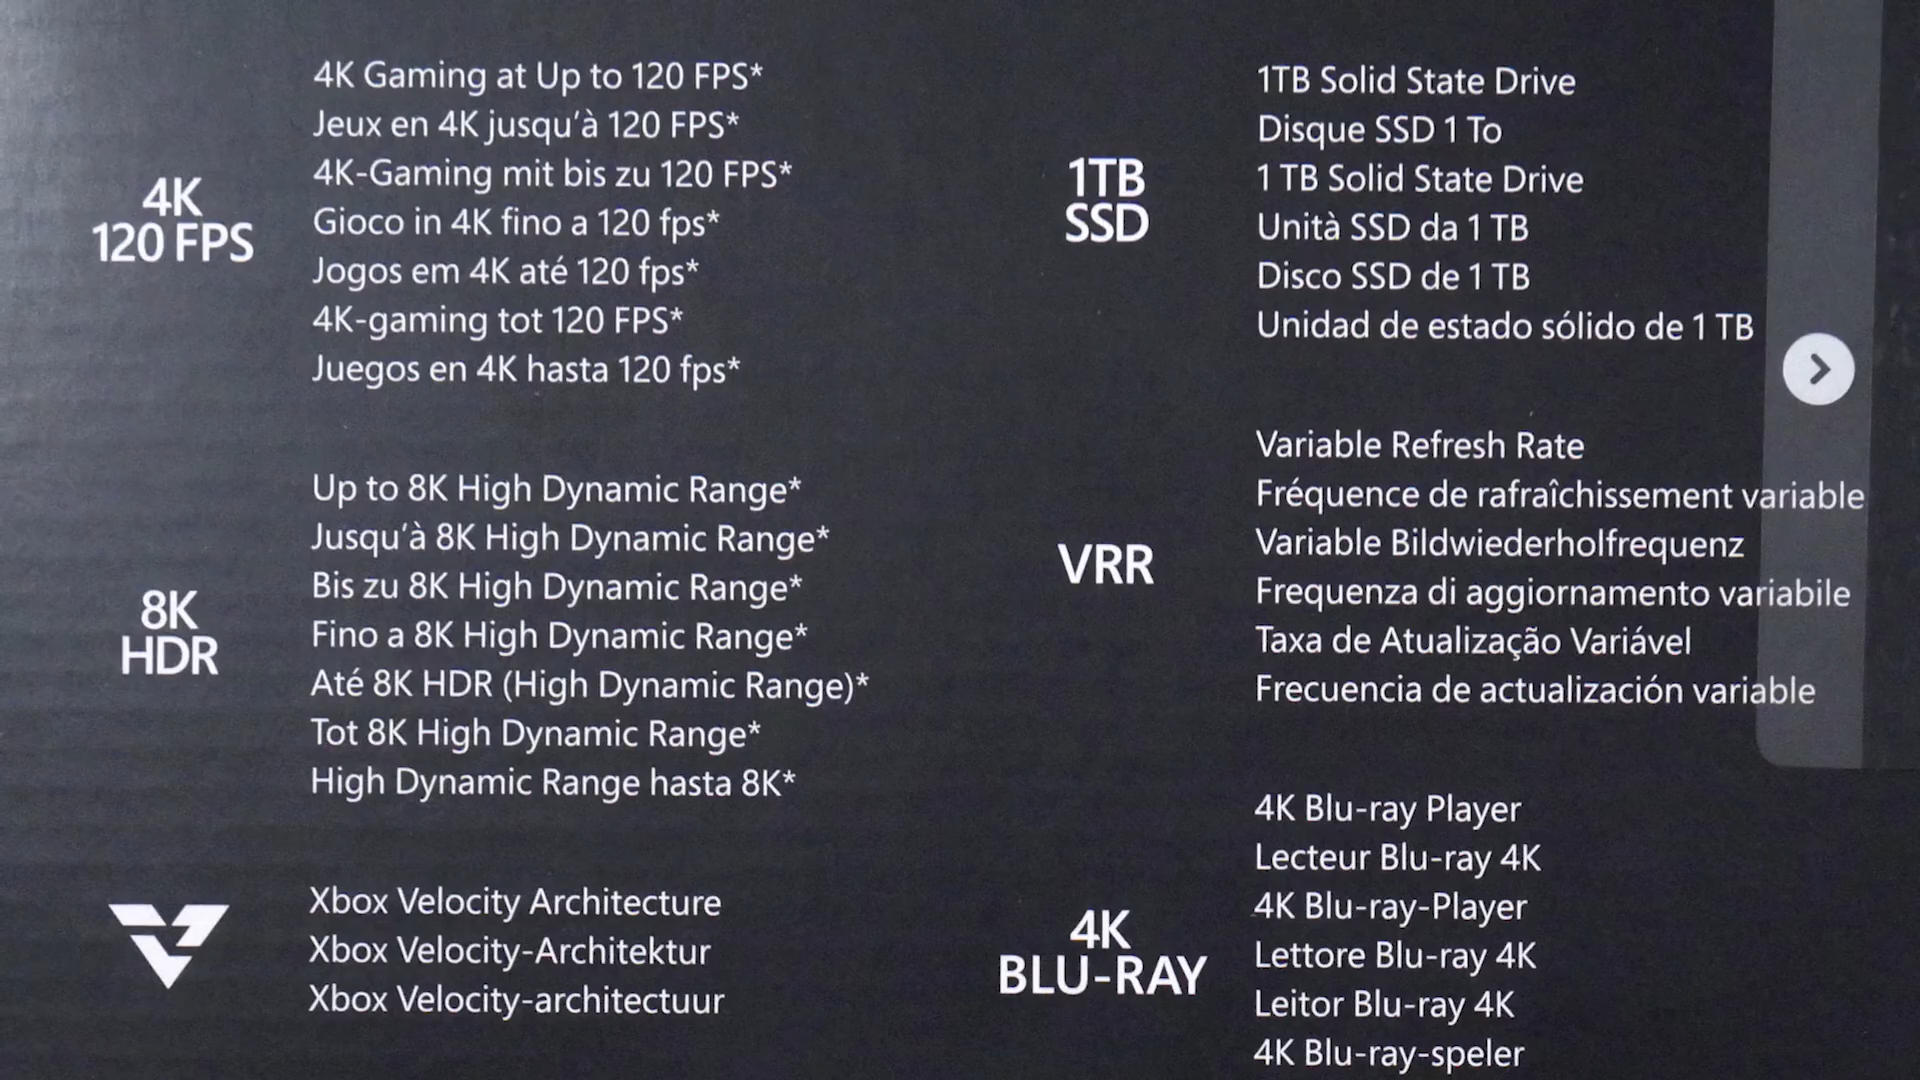 4K
120 FPS
4K Gaming at Up to 120 FPS*
Jeux en 4K jusqu'à 120 FPS*
4K-Gaming mit bis zu 120 FPS*
Gioco in 4K fino a 120 fps*
Jogos em 4K até 120 fps*
4K-gaming tot 120 FPS*
Juegos en 4K hasta 120 fps*
8K
HDR
Up to 8K High Dynamic Range*
Jusqu'à 8K High Dynamic Range*
Bis zu 8K High Dynamic Range*
Fino a 8K High Dynamic Range*
Até 8K HDR (High Dynamic Range)*
Tot 8K High Dynamic Range*
High Dynamic Range hasta 8K*
Xbox Velocity Architecture
Xbox Velocity-Architektur
Xbox Velocity-architectuur
1TB
SSD
1TB Solid State Drive
Disque SSD 1 To
1 TB Solid State Drive
Unità SSD da 1 TB
Disco SSD de 1 TB
Unidad de estado sólido de 1 TB
VRR
Variable Refresh Rate
Fréquence de rafraîchissement variable
Variable Bildwiederholfrequenz
Frequenza di aggiornamento variabile
Taxa de Atualização Variável
Frecuencia de actualización variable
4K
BLU-RAY
4K Blu-ray Player
Lecteur Blu-ray 4K
4K Blu-ray-Player
Lettore Blu-ray 4K
Leitor Blu-ray 4K
4K Blu-ray-speler